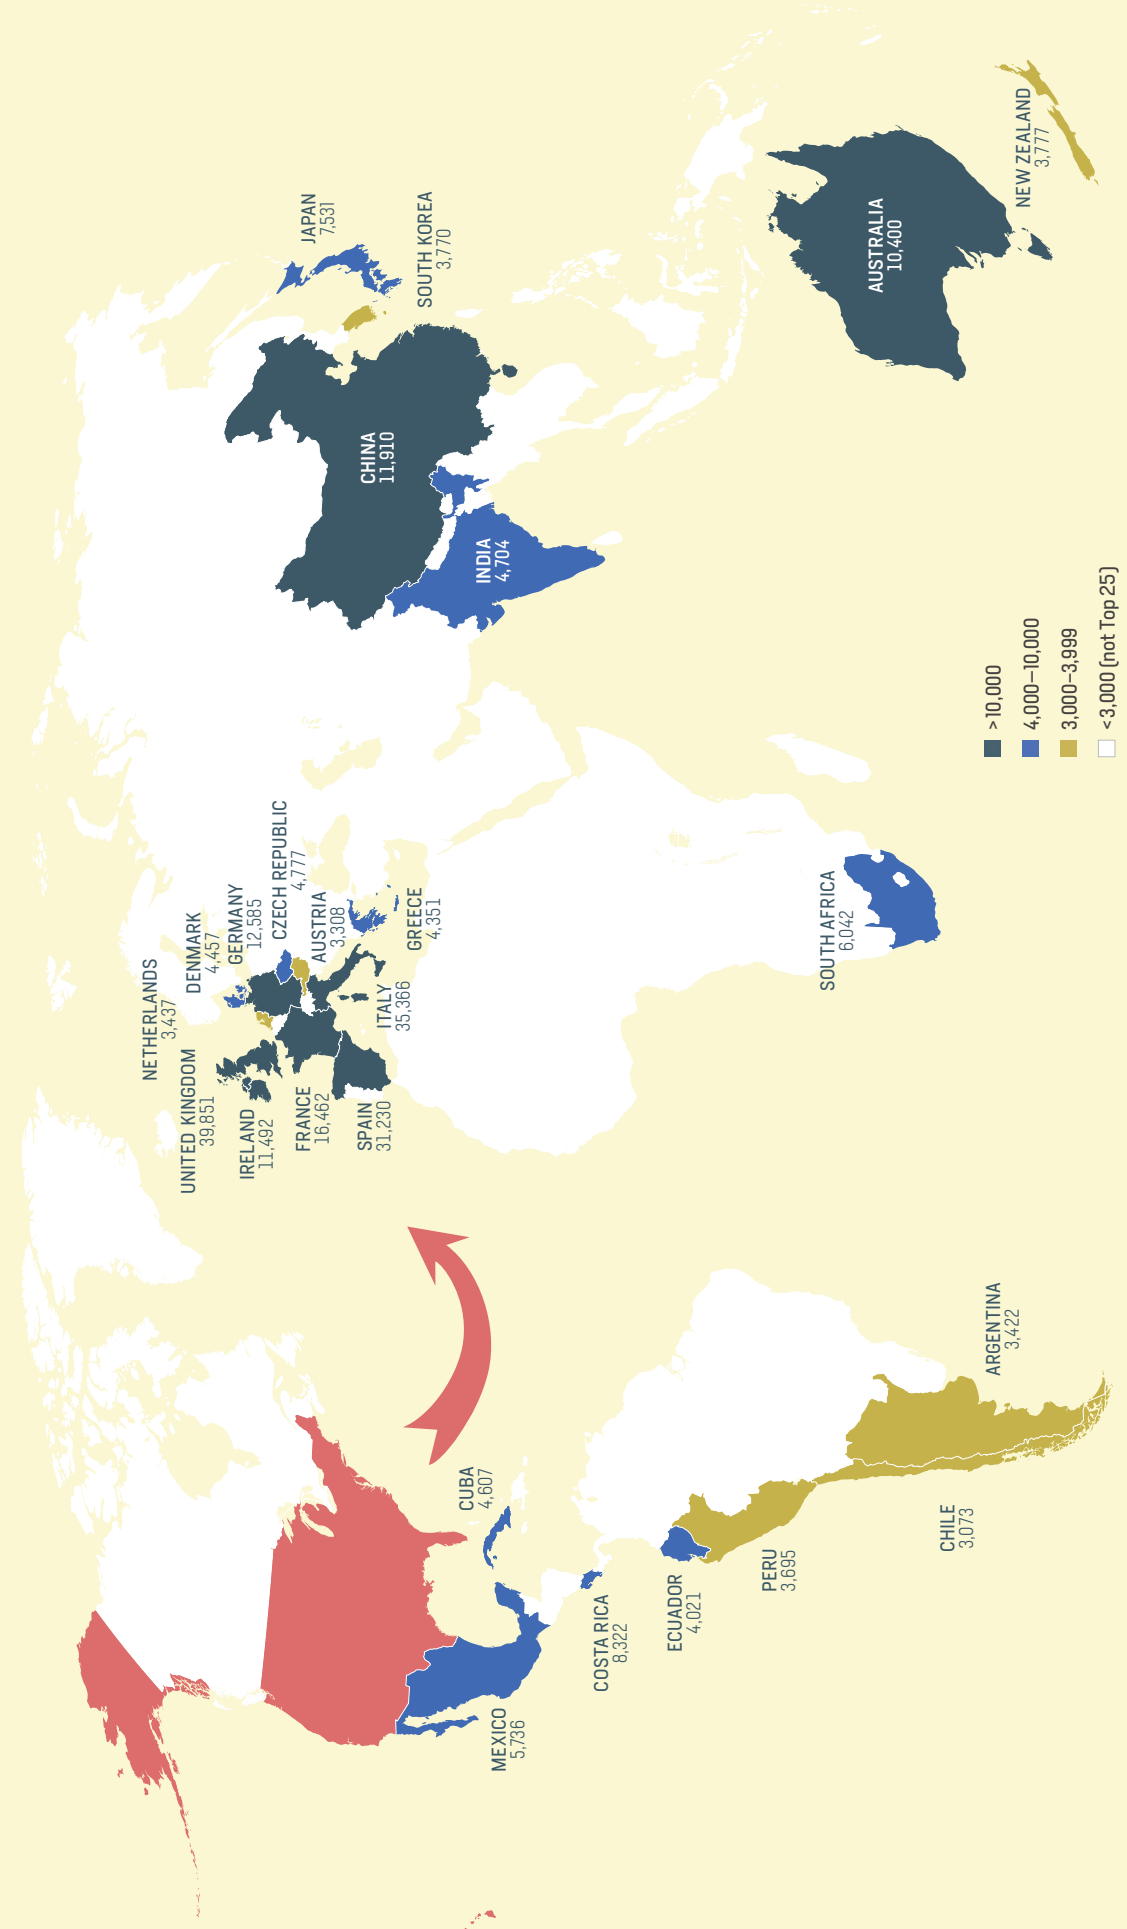 UNITED KINGDOM
39,851
NETHERLANDS
3,437
DENMARK
4,457
GERMANY
12,585
CZECH REPUBLIC
4,777
AUSTRIA
3,308
IRELAND
11,492
FRANCE
16,462
SPAIN
31,230
ITALY
35,366
GREECE
4,351
JAPAN
7,531
SOUTH KOREA
3,770
CHINA
11,910
INDIA
4,704
CUBA
4,607
MEXICO
5,736
COSTA RICA
8,322
ECUADOR
4,021
PERU
3,695
CHILE
3,073
ARGENTINA
3,422
SOUTH AFRICA
6,042
AUSTRALIA
10,400
NEW ZEALAND
3,777
>10,000
4,000–10,000
3,000–3,999
<3,000 (not Top 25)